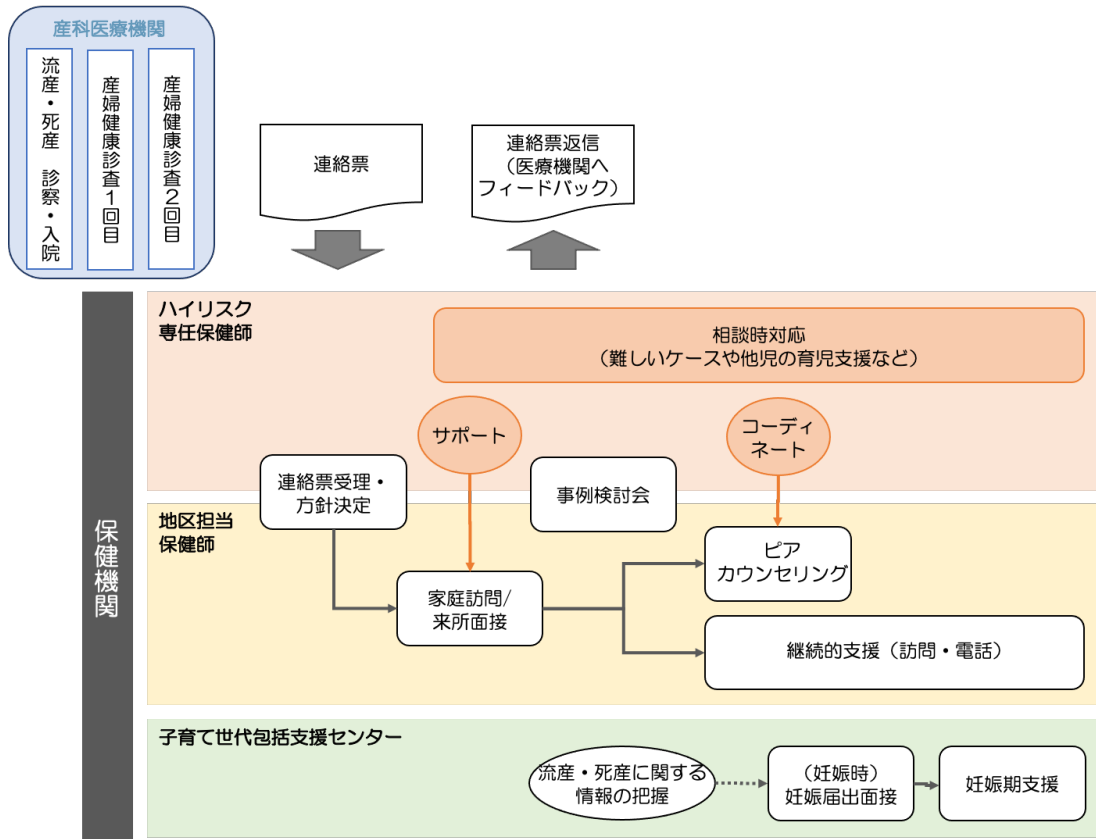 産科医療機関
流産・死産　診察・入院
産婦健康診査1回目
産婦健康診査2回目
連絡票
連絡票返信
（医療機関へ
フィードバック）
保健機関
ハイリスク
専任保健師
相談時対応
（難しいケースや他児の育児支援など）
サポート
コーディ
ネート
連絡票受理・
方針決定
事例検討会
地区担当
保健師
ピア
カウンセリング
家庭訪問/
来所面接
継続的支援（訪問・電話）
子育て世代包括支援センター
流産・死産に関する
情報の把握
（妊娠時）
妊娠届出面接
妊娠期支援